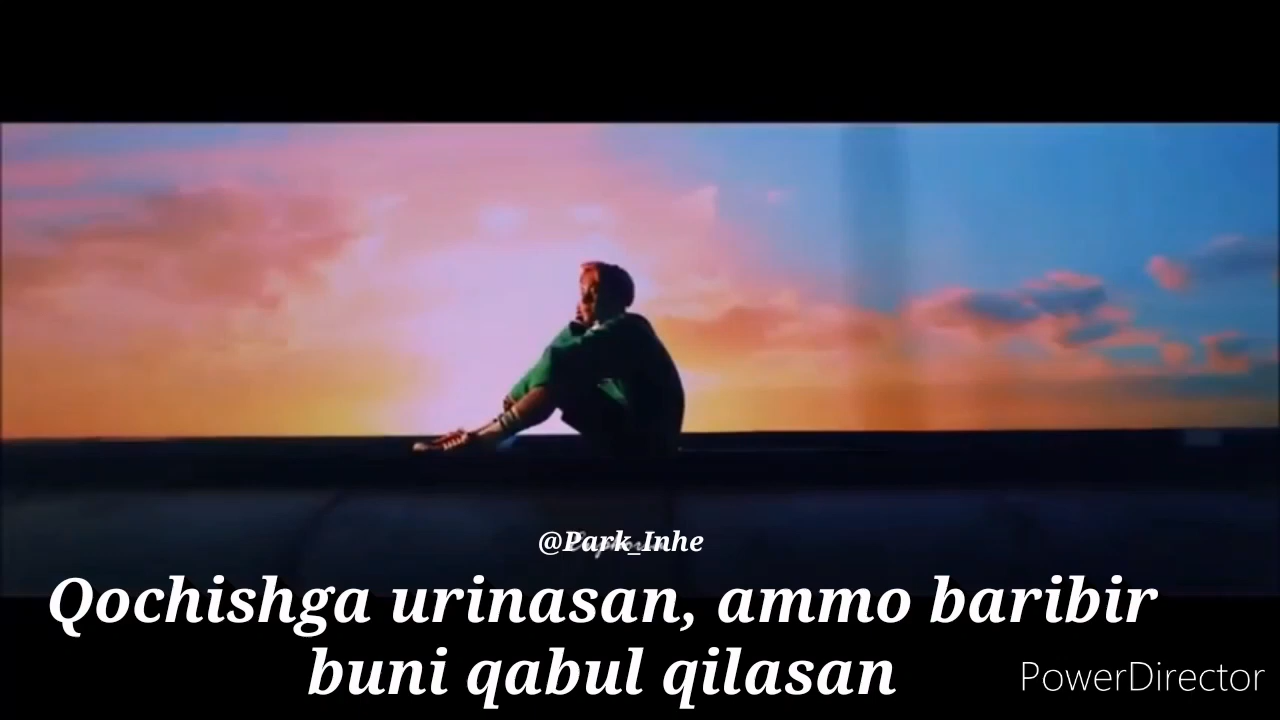 @Park_Inhe
Qochishga urinasan, ammo baribir
buni qabul qilasan
PowerDirector